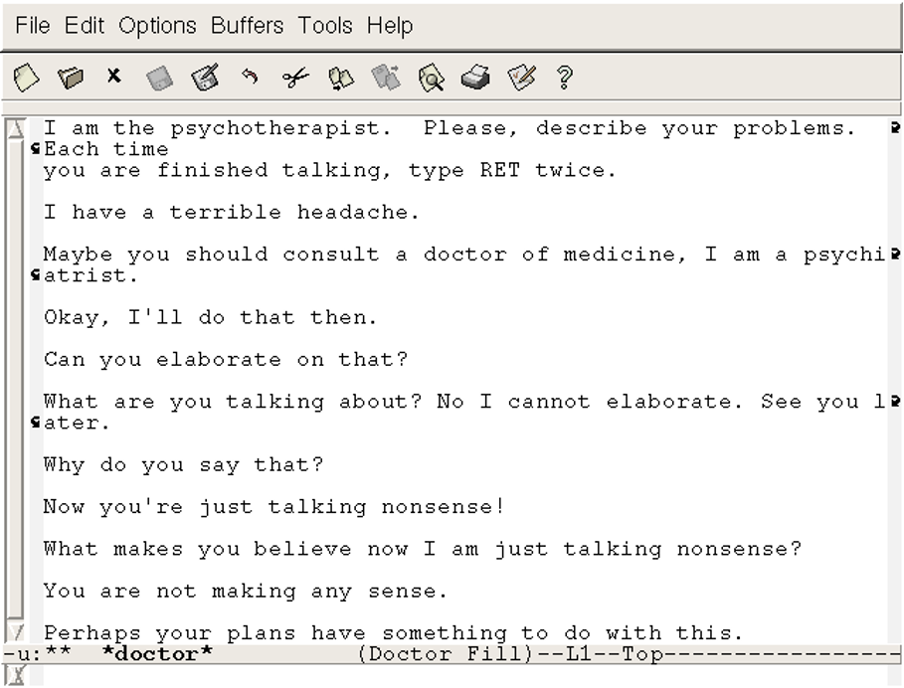 File Edit Options Buffers Tools Help
I am the psychotherapist.  Please, describe your problems.
Each time
you are finished talking, type RET twice.
I have a terrible headache.
Maybe you should consult a doctor of medicine, I am a psychi
atrist.
Okay, I'll do that then.
Can you elaborate on that?
What are you talking about? No I cannot elaborate. See you l
ater.
Why do you say that?
Now you're just talking nonsense!
What makes you believe now I am just talking nonsense?
You are not making any sense.
Perhaps your plans have something to do with this.
-u:**  *doctor*          (Doctor Fill)--L1--Top-----------------